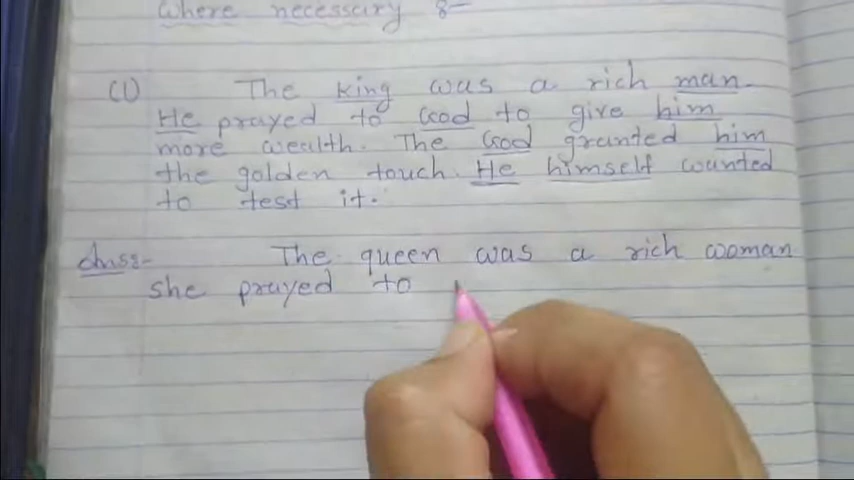 where necessary :-
(1) The king was a rich man.
He prayed to God to give him
more wealth. The God granted him
the golden touch. He himself wanted
to test it.
Ans:- The queen was a rich woman
she prayed to